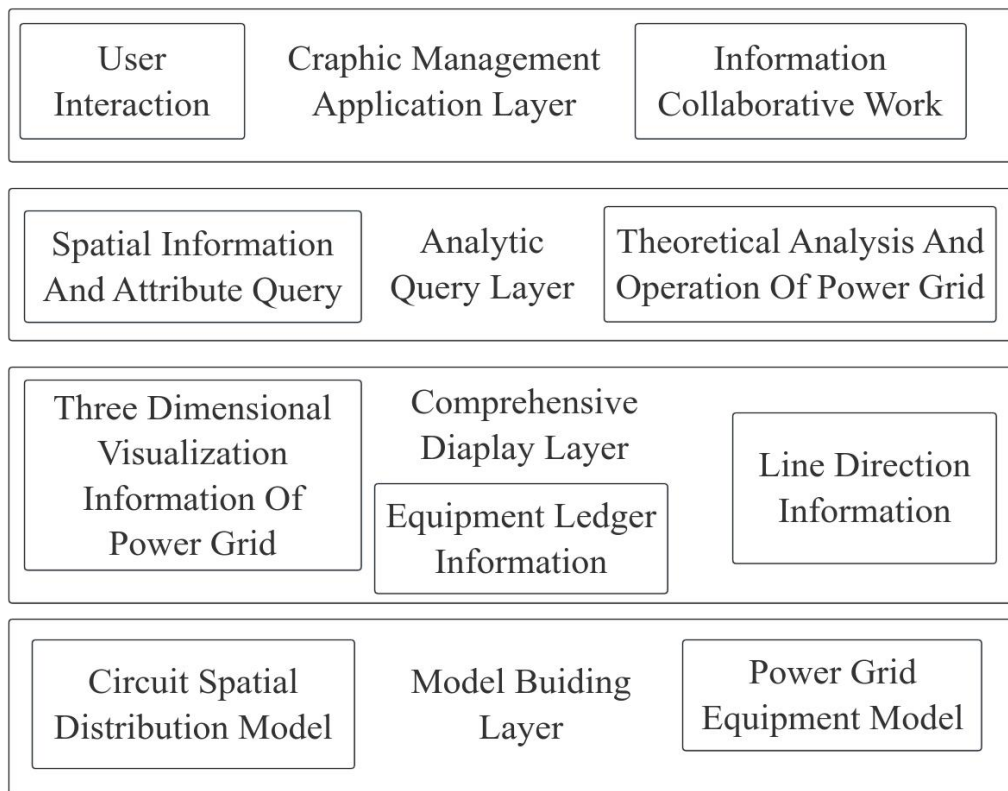 User
Interaction
Craphic Management
Application Layer
Information
Collaborative Work
Spatial Information
And Attribute Query
Analytic
Query Layer
Theoretical Analysis And
Operation Of Power Grid
Three Dimensional
Visualization
Information Of
Power Grid
Comprehensive
Diaplay Layer
Equipment Ledger
Information
Line Direction
Information
Circuit Spatial
Distribution Model
Model Buiding
Layer
Power Grid
Equipment Model